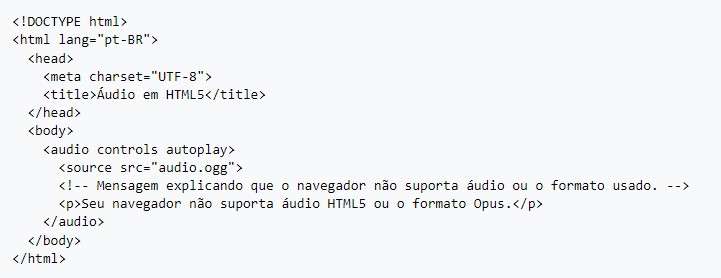 <!DOCTYPE html>
<html lang="pt-BR">
  <head>
    <meta charset="UTF-8">
    <title>Áudio em HTML5</title>
  </head>
  <body>
    <audio controls autoplay>
      <source src="audio.ogg">
      <!-- Mensagem explicando que o navegador não suporta áudio ou o formato usado. -->
      <p>Seu navegador não suporta áudio HTML5 ou o formato Opus.</p>
    </audio>
  </body>
</html>